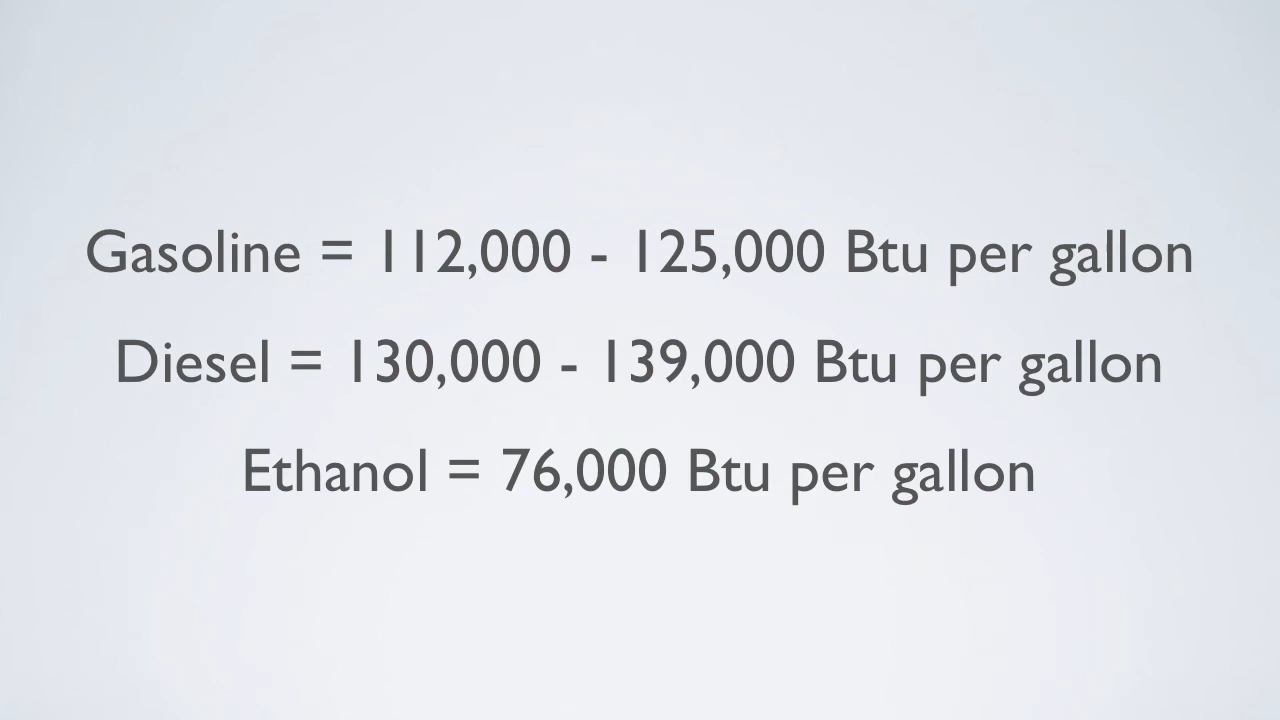 Gasoline = 112,000 - 125,000 Btu per gallon
Diesel = 130,000 - 139,000 Btu per gallon
Ethanol = 76,000 Btu per gallon